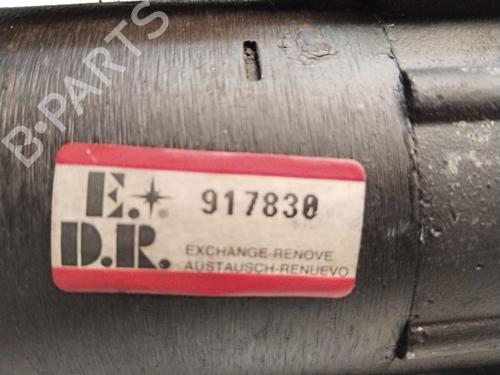 B-PARTS
E. ® 917830
D.R.
EXCHANGE-RENOVE
AUSTAUSCH-RENUEVO